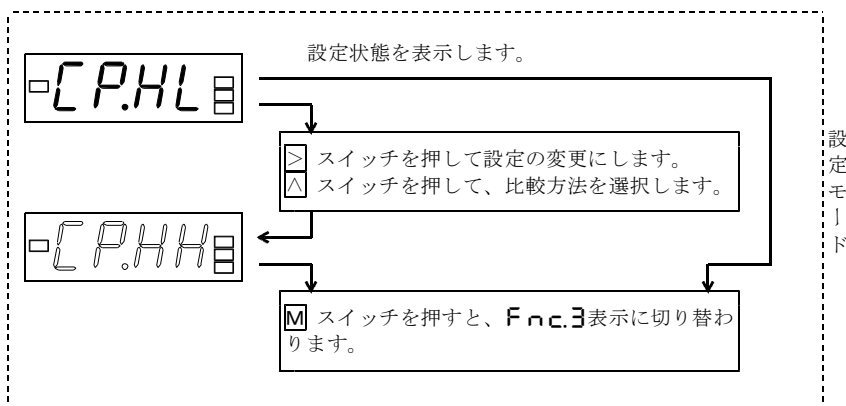 設定状態を表示します。
CP.HL
> スイッチを押して設定の変更にします。
∧ スイッチを押して、比較方法を選択します。
CP.HH
M スイッチを押すと、Fnc.3表示に切り替わ
ります。
設定モード